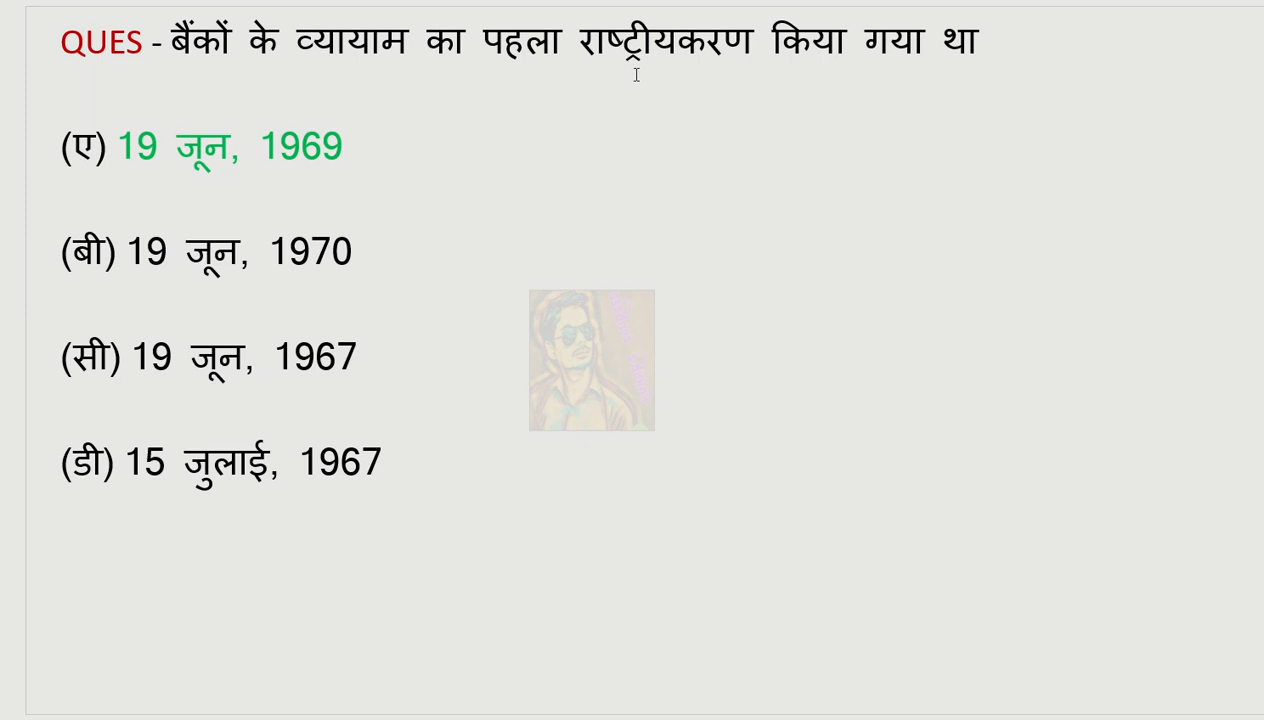 QUES - बैंकों के व्यायाम का पहला राष्ट्रीयकरण किया गया था
(ए) 19 जून, 1969
(बी) 19 जून, 1970
(सी) 19 जून, 1967
(डी) 15 जुलाई, 1967